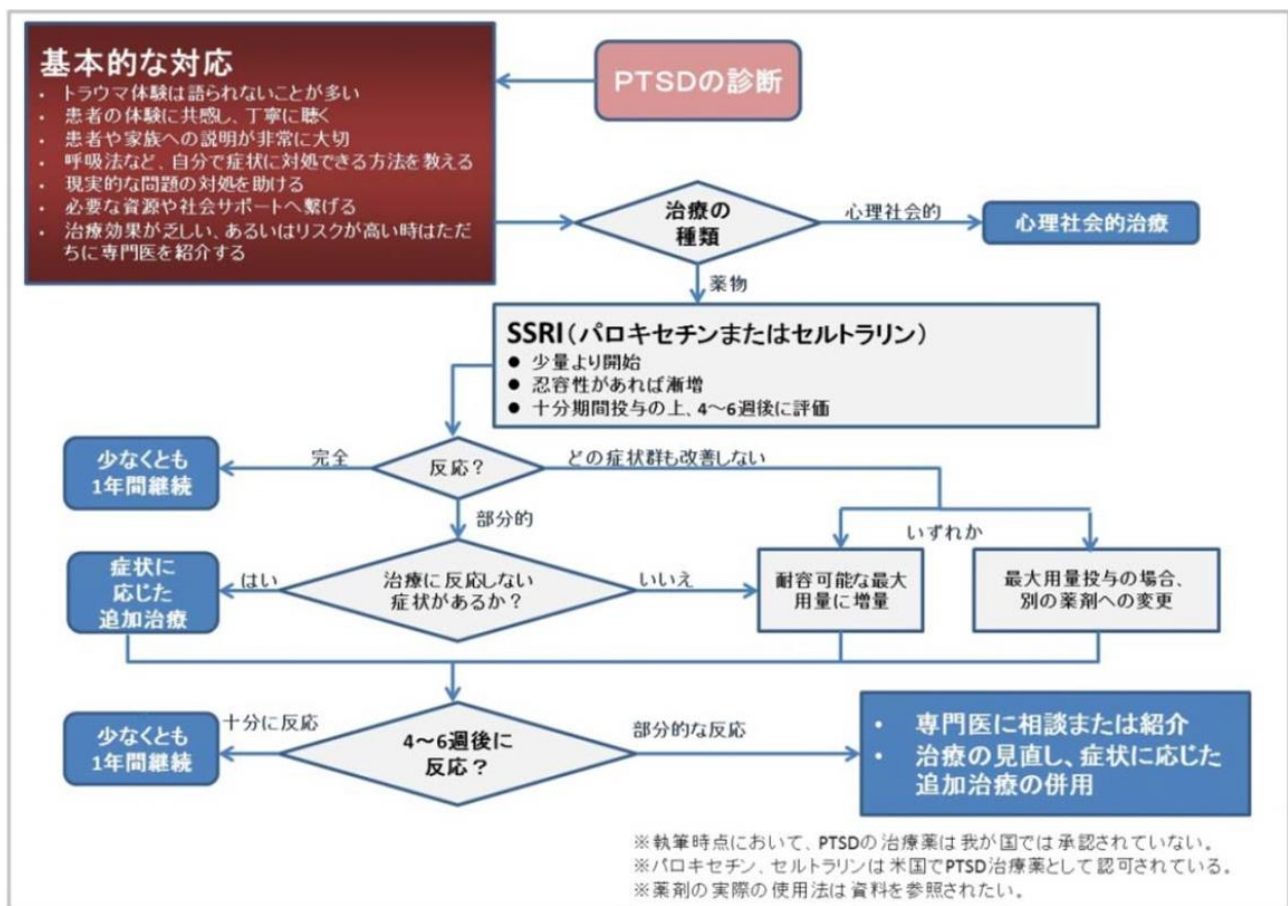 基本的な対応
・ トラウマ体験は語られないことが多い
・ 患者の体験に共感し、丁寧に聴く
・ 患者や家族への説明が非常に大切
・ 呼吸法など、自分で症状に対処できる方法を教える
・ 現実的な問題の対処を助ける
・ 必要な資源や社会サポートへ繋げる
・ 治療効果が乏しい、あるいはリスクが高い時はただ
ちに専門医を紹介する
PTSDの診断
治療の
種類
心理社会的
心理社会的治療
薬物
SSRI(パロキセチンまたはセルトラリン)
● 少量より開始
● 忍容性があれば漸増
● 十分期間投与の上、4~6週後に評価
反応?
完全
少なくとも
1年間継続
どの症状群も改善しない
部分的
いずれか
治療に反応しない
症状があるか?
はい
症状に
応じた
追加治療
いいえ
耐容可能な最大
用量に増量
最大用量投与の場合、
別の薬剤への変更
4~6週後に
反応?
十分に反応
少なくとも
1年間継続
部分的な反応
・ 専門医に相談または紹介
・ 治療の見直し、症状に応じた
追加治療の併用
※執筆時点において、PTSDの治療薬は我が国では承認されていない。
※パロキセチン、セルトラリンは米国でPTSD治療薬として認可されている。
※薬剤の実際の使用法は資料を参照されたい。